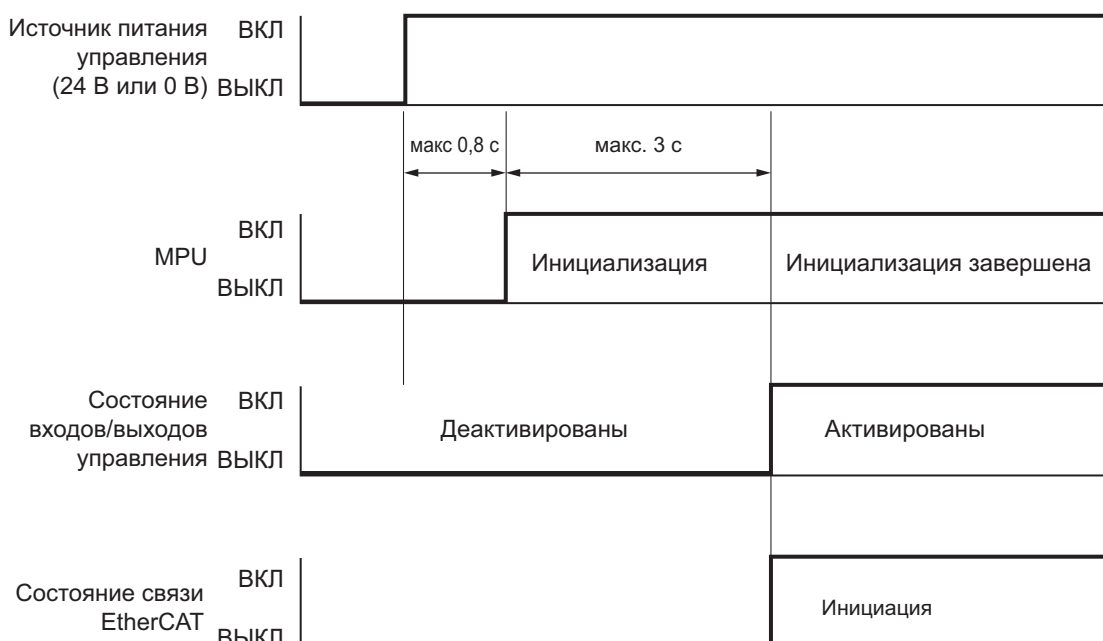 Источник питания
управления
(24 В или 0 В)
ВКЛ
ВЫКЛ
макс 0,8 с
макс. 3 с
MPU
ВКЛ
ВЫКЛ
Инициализация
Инициализация завершена
Состояние
входов/выходов
управления
ВКЛ
ВЫКЛ
Деактивированы
Активированы
Состояние связи
EtherCAT
ВКЛ
ВЫКЛ
Инициация